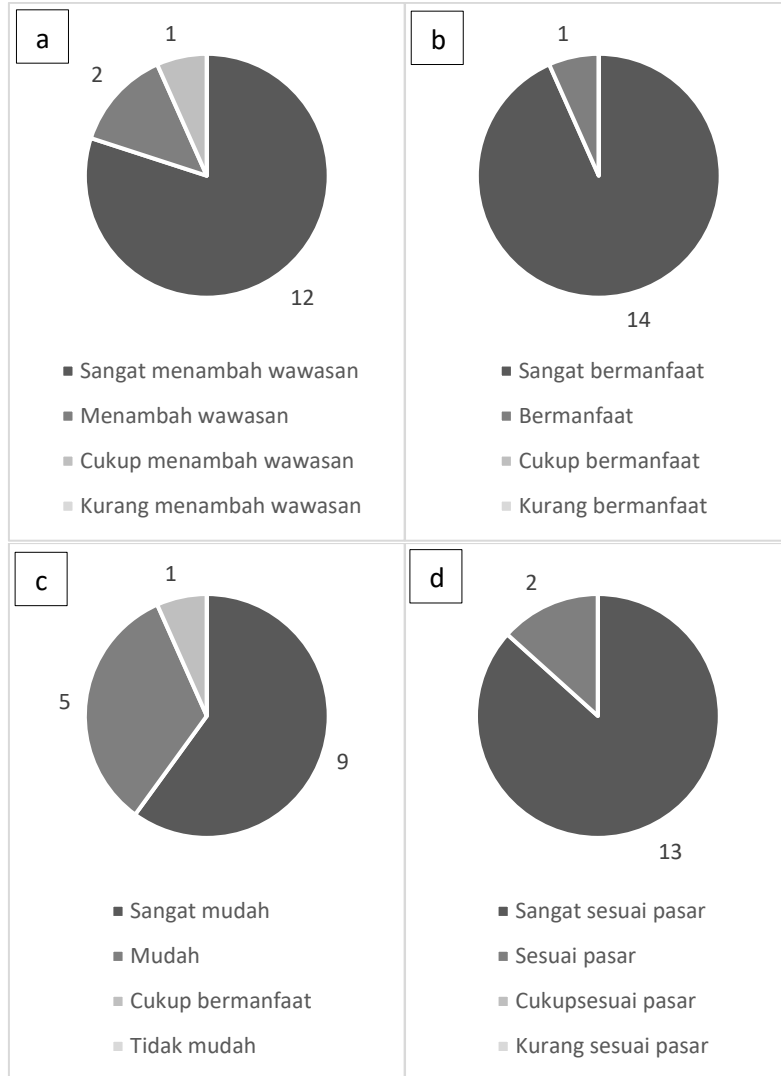 a
1
2
12
■ Sangat menambah wawasan
■ Menambah wawasan
■ Cukup menambah wawasan
■ Kurang menambah wawasan
b
1
14
■ Sangat bermanfaat
■ Bermanfaat
■ Cukup bermanfaat
■ Kurang bermanfaat
c
1
5
9
■ Sangat mudah
■ Mudah
■ Cukup bermanfaat
■ Tidak mudah
d
2
13
■ Sangat sesuai pasar
■ Sesuai pasar
■ Cukupsesuai pasar
■ Kurang sesuai pasar